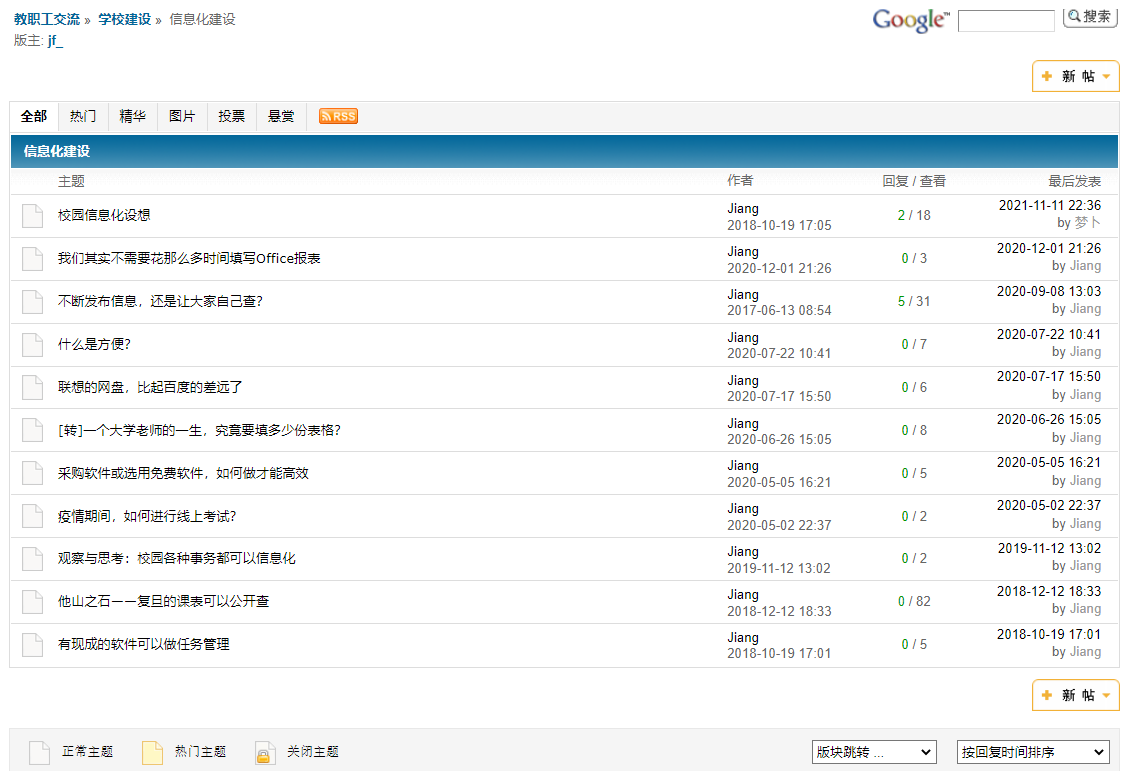 教职工交流 » 学校建设 » 信息化建设
版主: jf_
Google™ 搜索
新 帖
全部 热门 精华 图片 投票 悬赏 RSS
信息化建设
主题 作者 回复 / 查看 最后发表
校园信息化设想 Jiang 2 / 18 2021-11-11 22:36
2018-10-19 17:05 by 梦卜
我们其实不需要花那么多时间填写Office报表 Jiang 0 / 3 2020-12-01 21:26
2020-12-01 21:26 by Jiang
不断发布信息，还是让大家自己查? Jiang 5 / 31 2020-09-08 13:03
2017-06-13 08:54 by Jiang
什么是方便? Jiang 0 / 7 2020-07-22 10:41
2020-07-22 10:41 by Jiang
联想的网盘，比起百度的差远了 Jiang 0 / 6 2020-07-17 15:50
2020-07-17 15:50 by Jiang
[转]一个大学老师的一生，究竟要填多少份表格? Jiang 0 / 8 2020-06-26 15:05
2020-06-26 15:05 by Jiang
采购软件或选用免费软件，如何做才能高效 Jiang 0 / 5 2020-05-05 16:21
2020-05-05 16:21 by Jiang
疫情期间，如何进行线上考试? Jiang 0 / 2 2020-05-02 22:37
2020-05-02 22:37 by Jiang
观察与思考：校园各种事务都可以信息化 Jiang 0 / 2 2019-11-12 13:02
2019-11-12 13:02 by Jiang
他山之石——复旦的课表可以公开查 Jiang 0 / 82 2018-12-12 18:33
2018-12-12 18:33 by Jiang
有现成的软件可以做任务管理 Jiang 0 / 5 2018-10-19 17:01
2018-10-19 17:01 by Jiang
新 帖
正常主题 热门主题 关闭主题 版块跳转 ... 按回复时间排序